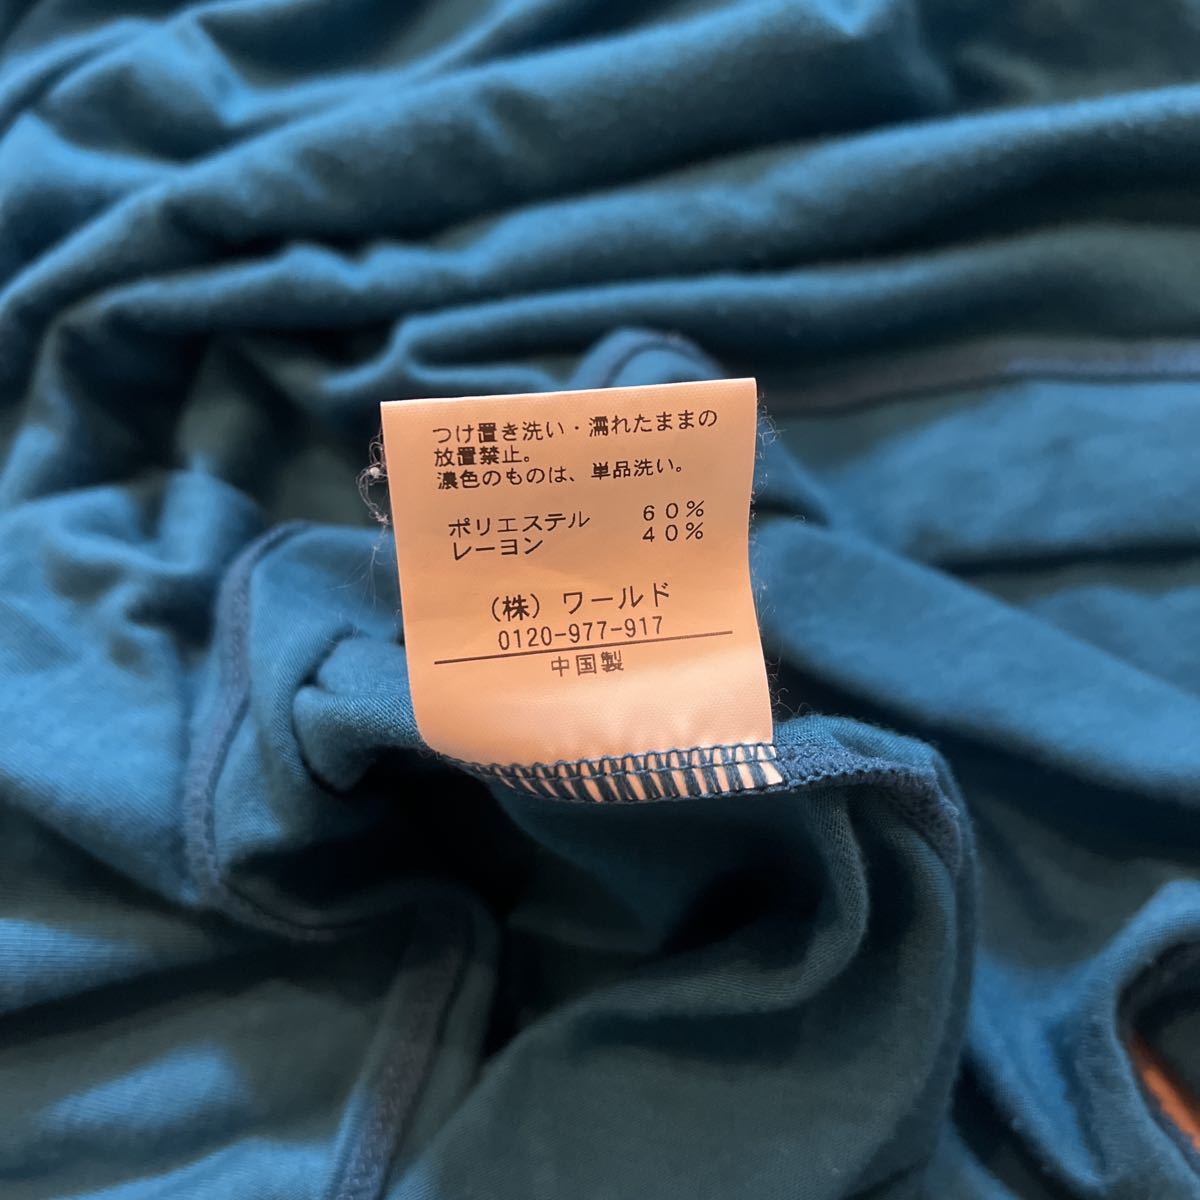 つけ置き洗い・濡れたままの
放置禁止。
濃色のものは、単品洗い。
ポリエステル 60%
レーヨン 40%
(株)ワールド
0120-977-917
中国製